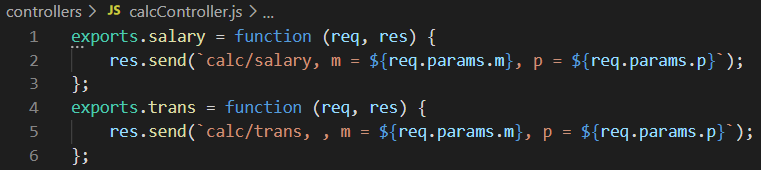 controllers > JS calcController.js > ...
1 exports.salary = function (req, res) {
2     res.send(`calc/salary, m = ${req.params.m}, p = ${req.params.p}`);
3 };
4 exports.trans = function (req, res) {
5     res.send(`calc/trans, , m = ${req.params.m}, p = ${req.params.p}`);
6 };